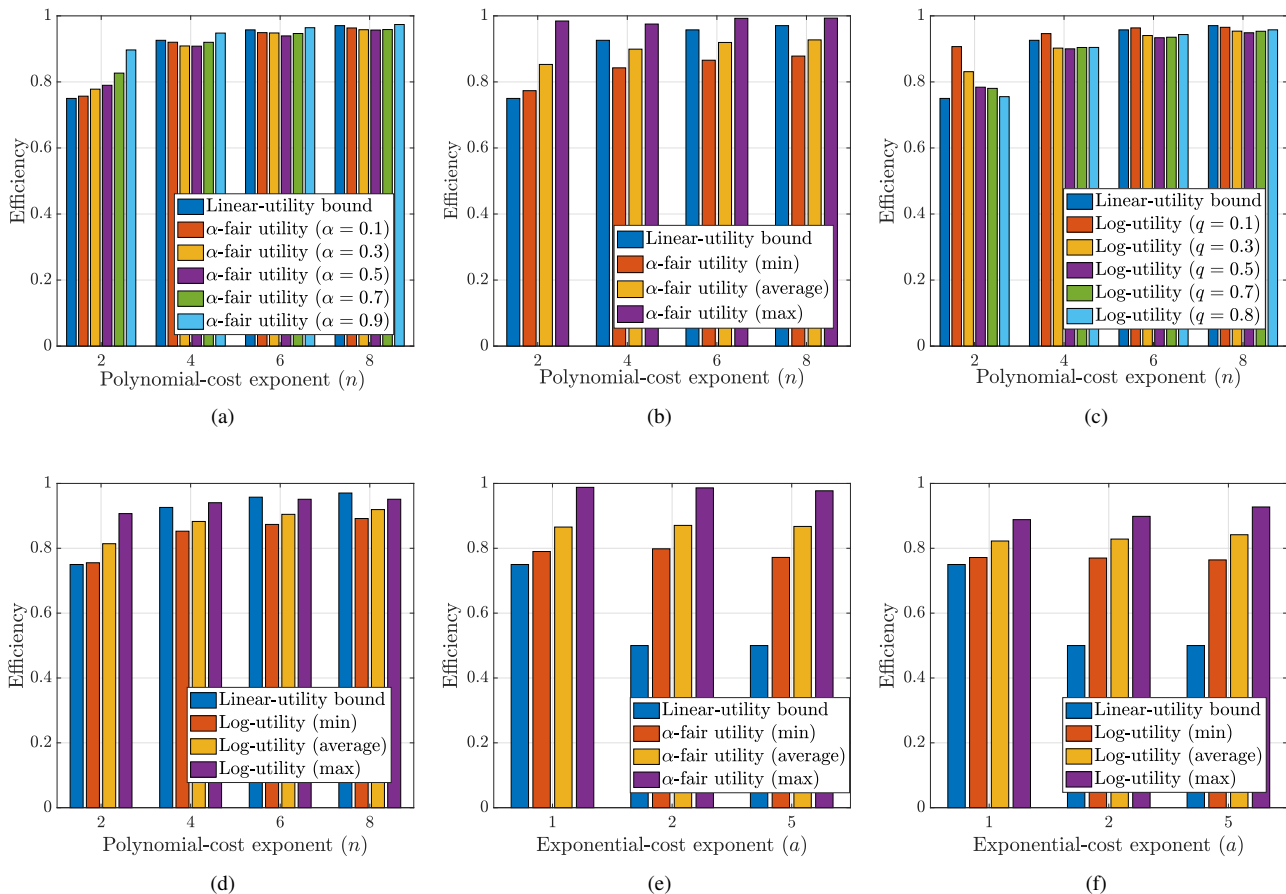 1
0.8
0.6
0.4
0.2
0
Efficiency
Linear-utility bound
α-fair utility (α = 0.1)
α-fair utility (α = 0.3)
α-fair utility (α = 0.5)
α-fair utility (α = 0.7)
α-fair utility (α = 0.9)
2 4 6 8
Polynomial-cost exponent (n)
(a)
1
0.8
0.6
0.4
0.2
0
Efficiency
Linear-utility bound
α-fair utility (min)
α-fair utility (average)
α-fair utility (max)
2 4 6 8
Polynomial-cost exponent (n)
(b)
1
0.8
0.6
0.4
0.2
0
Efficiency
Linear-utility bound
Log-utility (q = 0.1)
Log-utility (q = 0.3)
Log-utility (q = 0.5)
Log-utility (q = 0.7)
Log-utility (q = 0.8)
2 4 6 8
Polynomial-cost exponent (n)
(c)
1
0.8
0.6
0.4
0.2
0
Efficiency
Linear-utility bound
Log-utility (min)
Log-utility (average)
Log-utility (max)
2 4 6 8
Polynomial-cost exponent (n)
(d)
1
0.8
0.6
0.4
0.2
0
Efficiency
Linear-utility bound
α-fair utility (min)
α-fair utility (average)
α-fair utility (max)
1 2 5
Exponential-cost exponent (a)
(e)
1
0.8
0.6
0.4
0.2
0
Efficiency
Linear-utility bound
Log-utility (min)
Log-utility (average)
Log-utility (max)
1 2 5
Exponential-cost exponent (a)
(f)